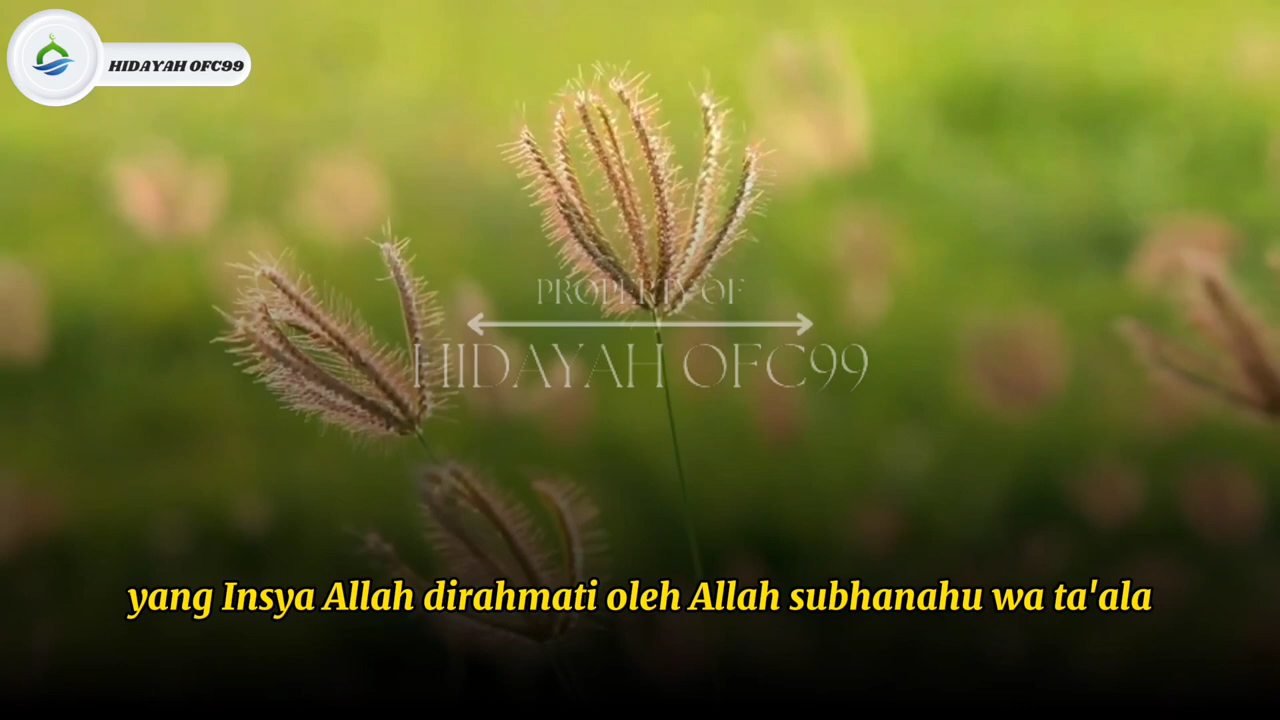 HIDAYAH OFC99
PROPERTY OF
HIDAYAH OFC99
yang Insya Allah dirahmati oleh Allah subhanahu wa ta'ala